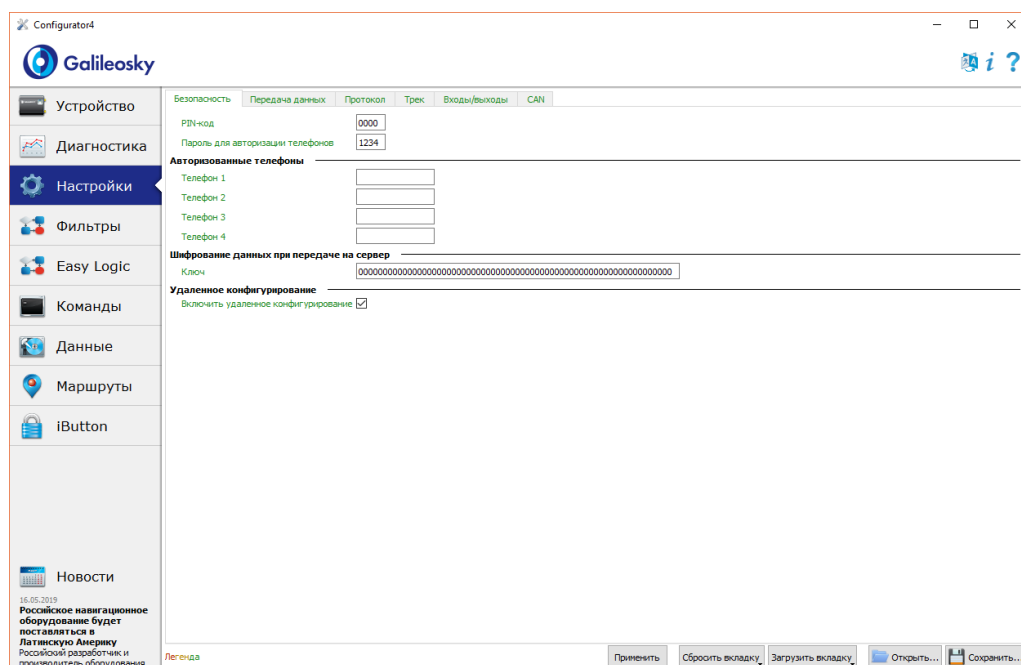 Configurator4
Galileosky
Устройство
Диагностика
Настройки
Фильтры
Easy Logic
Команды
Данные
Маршруты
iButton
Новости
16.05.2019
Российское навигационное
оборудование будет
поставляться в
Латинскую Америку
Российский разработчик и
производитель оборудования
Безопасность Передача данных Протокол Трек Входы/выходы CAN
PIN-код 0000
Пароль для авторизации телефонов 1234
Авторизованные телефоны
Телефон 1
Телефон 2
Телефон 3
Телефон 4
Шифрование данных при передаче на сервер
Ключ 0000000000000000000000000000000000000000000000000000000000000000
Удаленное конфигурирование
Включить удаленное конфигурирование
Легенда
Применить Сбросить вкладку Загрузить вкладку Открыть... Сохранить...